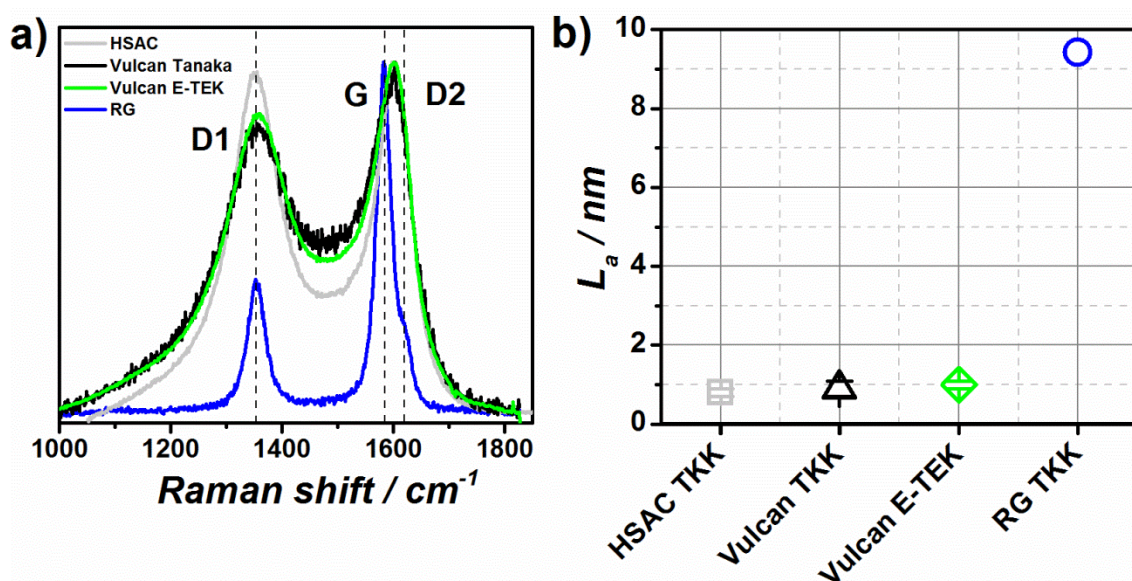 a)
HSAC
Vulcan Tanaka
Vulcan E-TEK
RG
D1
G
D2
1000
1200
1400
1600
1800
Raman shift / cm⁻¹
b)
10
8
6
4
2
0
Lₐ / nm
HSAC TKK
Vulcan TKK
Vulcan E-TEK
RG TKK